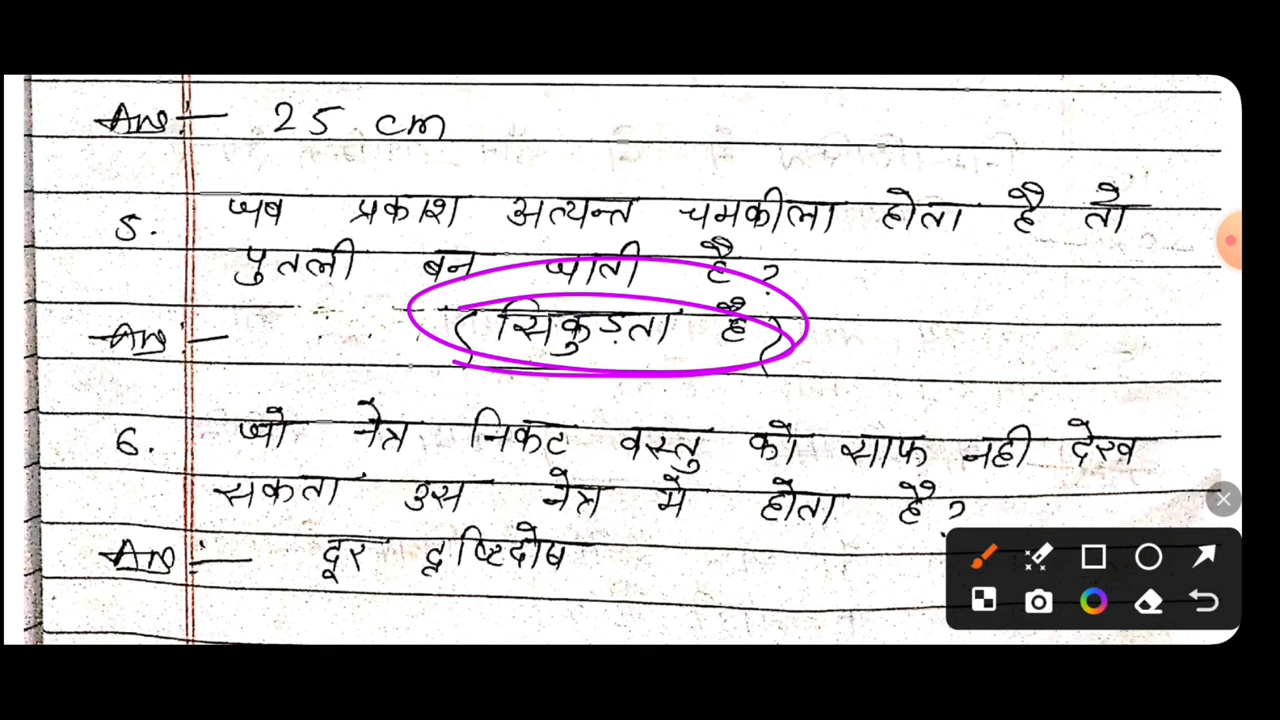 Ans:- 25 cm
5. जब प्रकाश अत्यन्त चमकीला होता है तो
पुतली बन जाती है?
Ans:- (सिकुड़ता है)
6. जो नेत्र निकट वस्तु को साफ नही देख
सकता उस नेत्र मे होता है?
Ans:- दूर दृष्टिदोष